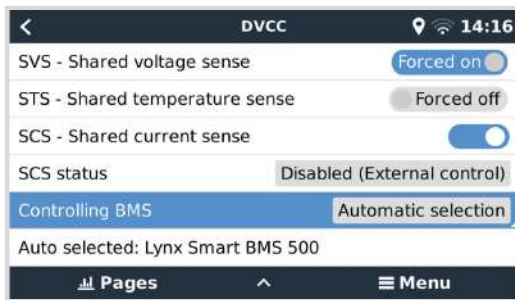 DVCC 14:16
SVS - Shared voltage sense Forced on
STS - Shared temperature sense Forced off
SCS - Shared current sense
SCS status Disabled (External control)
Controlling BMS Automatic selection
Auto selected: Lynx Smart BMS 500
Pages Menu